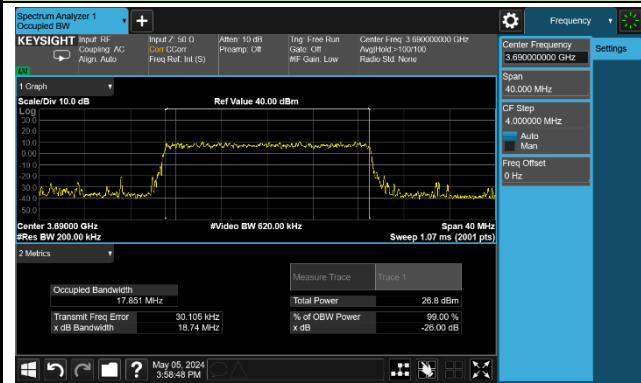 Spectrum Analyzer 1
Occupied BW
Frequency
KEYSIGHT
Input: RF
Coupling: AC
Align: Auto
Input Z: 50 Ω
Corr CCorr
Freq Ref: Int (S)
Atten: 10 dB
Preamp: Off
Trig: Free Run
Gate: Off
#IF Gain: Low
Center Freq: 3.690000000 GHz
Avg|Hold:>100/100
Radio Std: None
LXI
Center Frequency
3.690000000 GHz
Settings
Span
40.000 MHz
CF Step
4.000000 MHz
Auto
Man
Freq Offset
0 Hz
1 Graph
Scale/Div 10.0 dB
Ref Value 40.00 dBm
Log
30.0
20.0
10.0
0.00
-10.0
-20.0
-30.0
-40.0
-50.0
Center 3.69000 GHz
#Video BW 620.00 kHz
Span 40 MHz
#Res BW 200.00 kHz
Sweep 1.07 ms (2001 pts)
2 Metrics
Measure Trace
Trace 1
Occupied Bandwidth
17.851 MHz
Total Power
26.8 dBm
Transmit Freq Error
30.105 kHz
% of OBW Power
99.00 %
x dB Bandwidth
18.74 MHz
x dB
-26.00 dB
?
May 05, 2024
3:58:48 PM